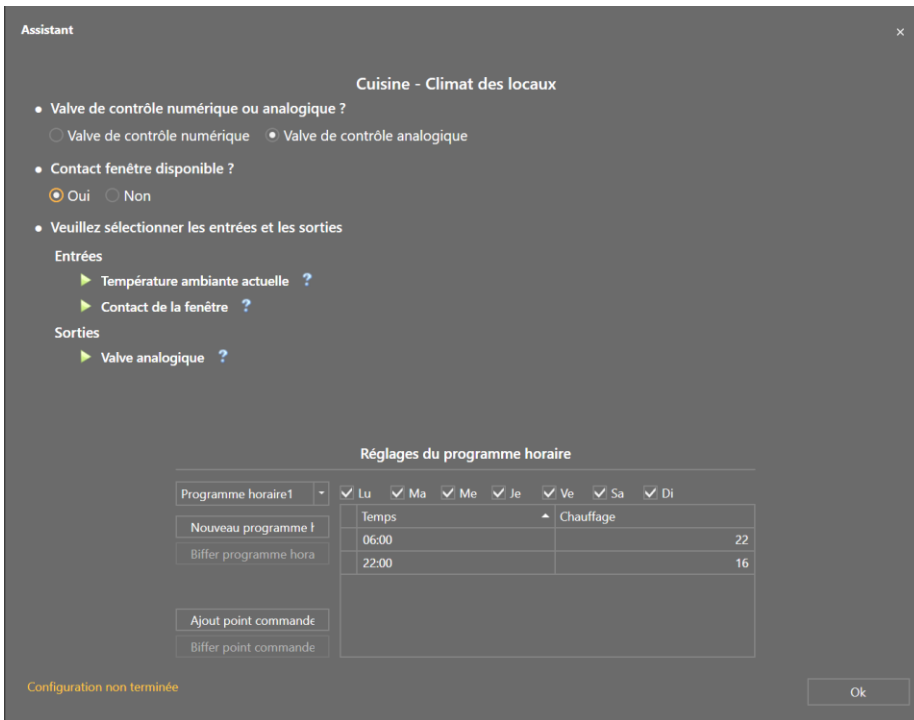 Assistant
Cuisine - Climat des locaux
Valve de contrôle numérique ou analogique ?
Valve de contrôle numérique Valve de contrôle analogique
Contact fenêtre disponible ?
Oui Non
Veuillez sélectionner les entrées et les sorties
Entrées
Température ambiante actuelle ?
Contact de la fenêtre ?
Sorties
Valve analogique ?
Réglages du programme horaire
Programme horaire1 Lu Ma Me Je Ve Sa Di
Temps Chauffage
Nouveau programme h
06:00 22
Biffer programme hora
22:00 16
Ajout point commande
Biffer point commande
Configuration non terminée
Ok